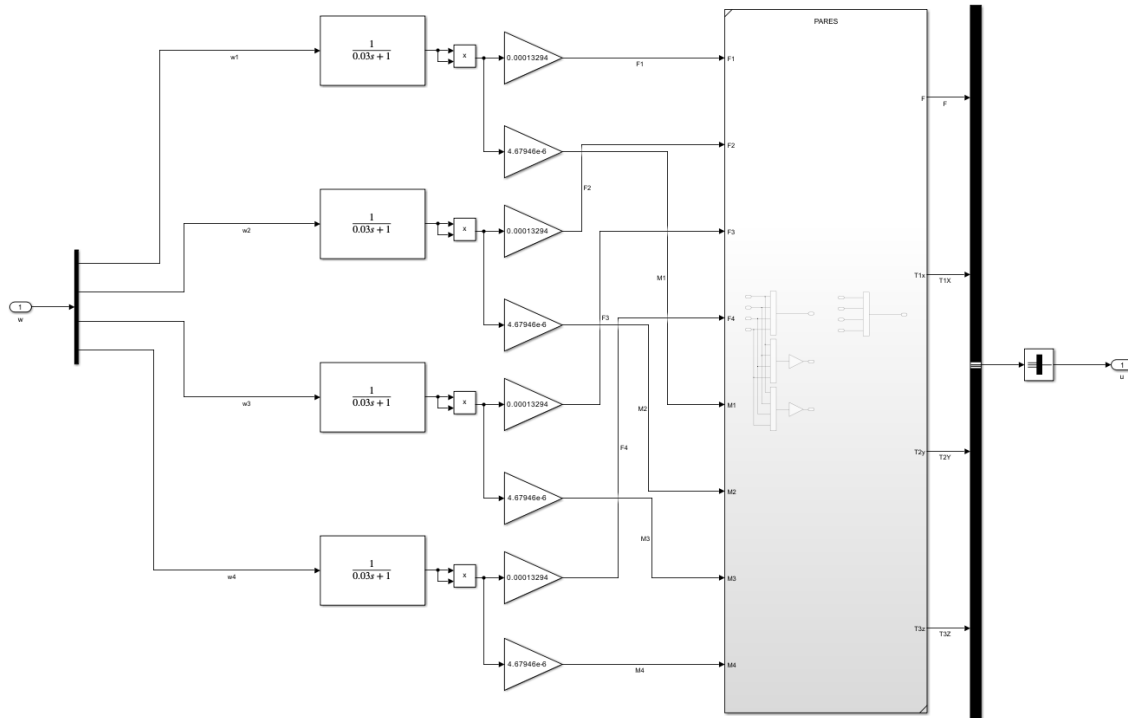 PARES
w1
1
0.03s + 1
x
0.00013294
F1
F1
F
F
4.67946e-6
F2
F2
w2
1
0.03s + 1
x
0.00013294
F3
M1
T1x
T1X
1
w
4.67946e-6
F3
F4
1
u
w3
1
0.03s + 1
x
0.00013294
M2
M1
F4
T2y
T2Y
4.67946e-6
M2
M3
w4
1
0.03s + 1
x
0.00013294
M3
T3z
T3Z
4.67946e-6
M4
M4